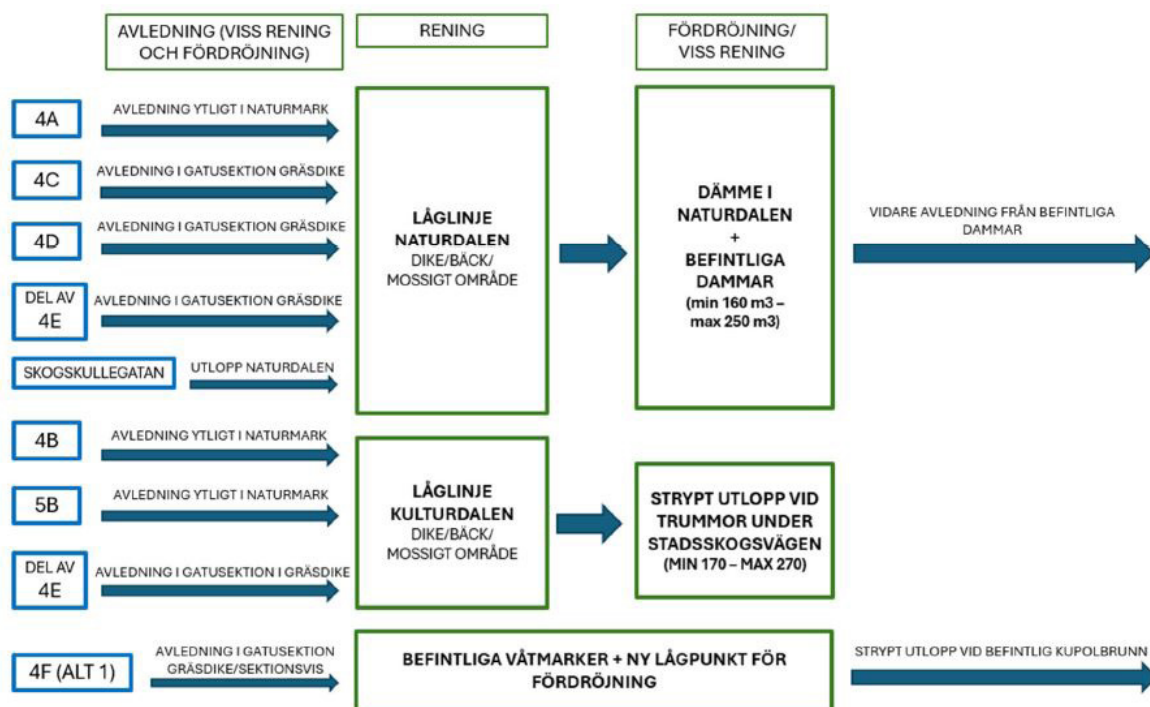 AVLEDNING (VISS RENING
OCH FÖRDRÖJNING)
RENING
FÖRDRÖJNING/
VISS RENING
4A
AVLEDNING YTLIGT I NATURMARK
4C
AVLEDNING I GATUSEKTION GRÄSDIKE
4D
AVLEDNING I GATUSEKTION GRÄSDIKE
DEL AV
4E
AVLEDNING I GATUSEKTION GRÄSDIKE
SKOGSKULLEGATAN
UTLOPP NATURDALEN
LÅGLINJE
NATURDALEN
DIKE/BÄCK/
MOSSIGT OMRÅDE
DÄMME I
NATURDALEN
+
BEFINTLIGA
DAMMAR
(min 160 m3 –
max 250 m3)
VIDARE AVLEDNING FRÅN BEFINTLIGA
DAMMAR
4B
AVLEDNING YTLIGT I NATURMARK
5B
AVLEDNING YTLIGT I NATURMARK
DEL AV
4E
AVLEDNING I GATUSEKTION I GRÄSDIKE
LÅGLINJE
KULTURDALEN
DIKE/BÄCK/
MOSSIGT OMRÅDE
STRYPT UTLOPP VID
TRUMMOR UNDER
STADSSKOGSVÄGEN
(MIN 170 – MAX 270)
4F (ALT 1)
AVLEDNING I GATUSEKTION
GRÄSDIKE/SEKTIONSVIS
BEFINTLIGA VÅTMARKER + NY LÅGPUNKT FÖR
FÖRDRÖJNING
STRYPT UTLOPP VID BEFINTLIG KUPOLBRUNN